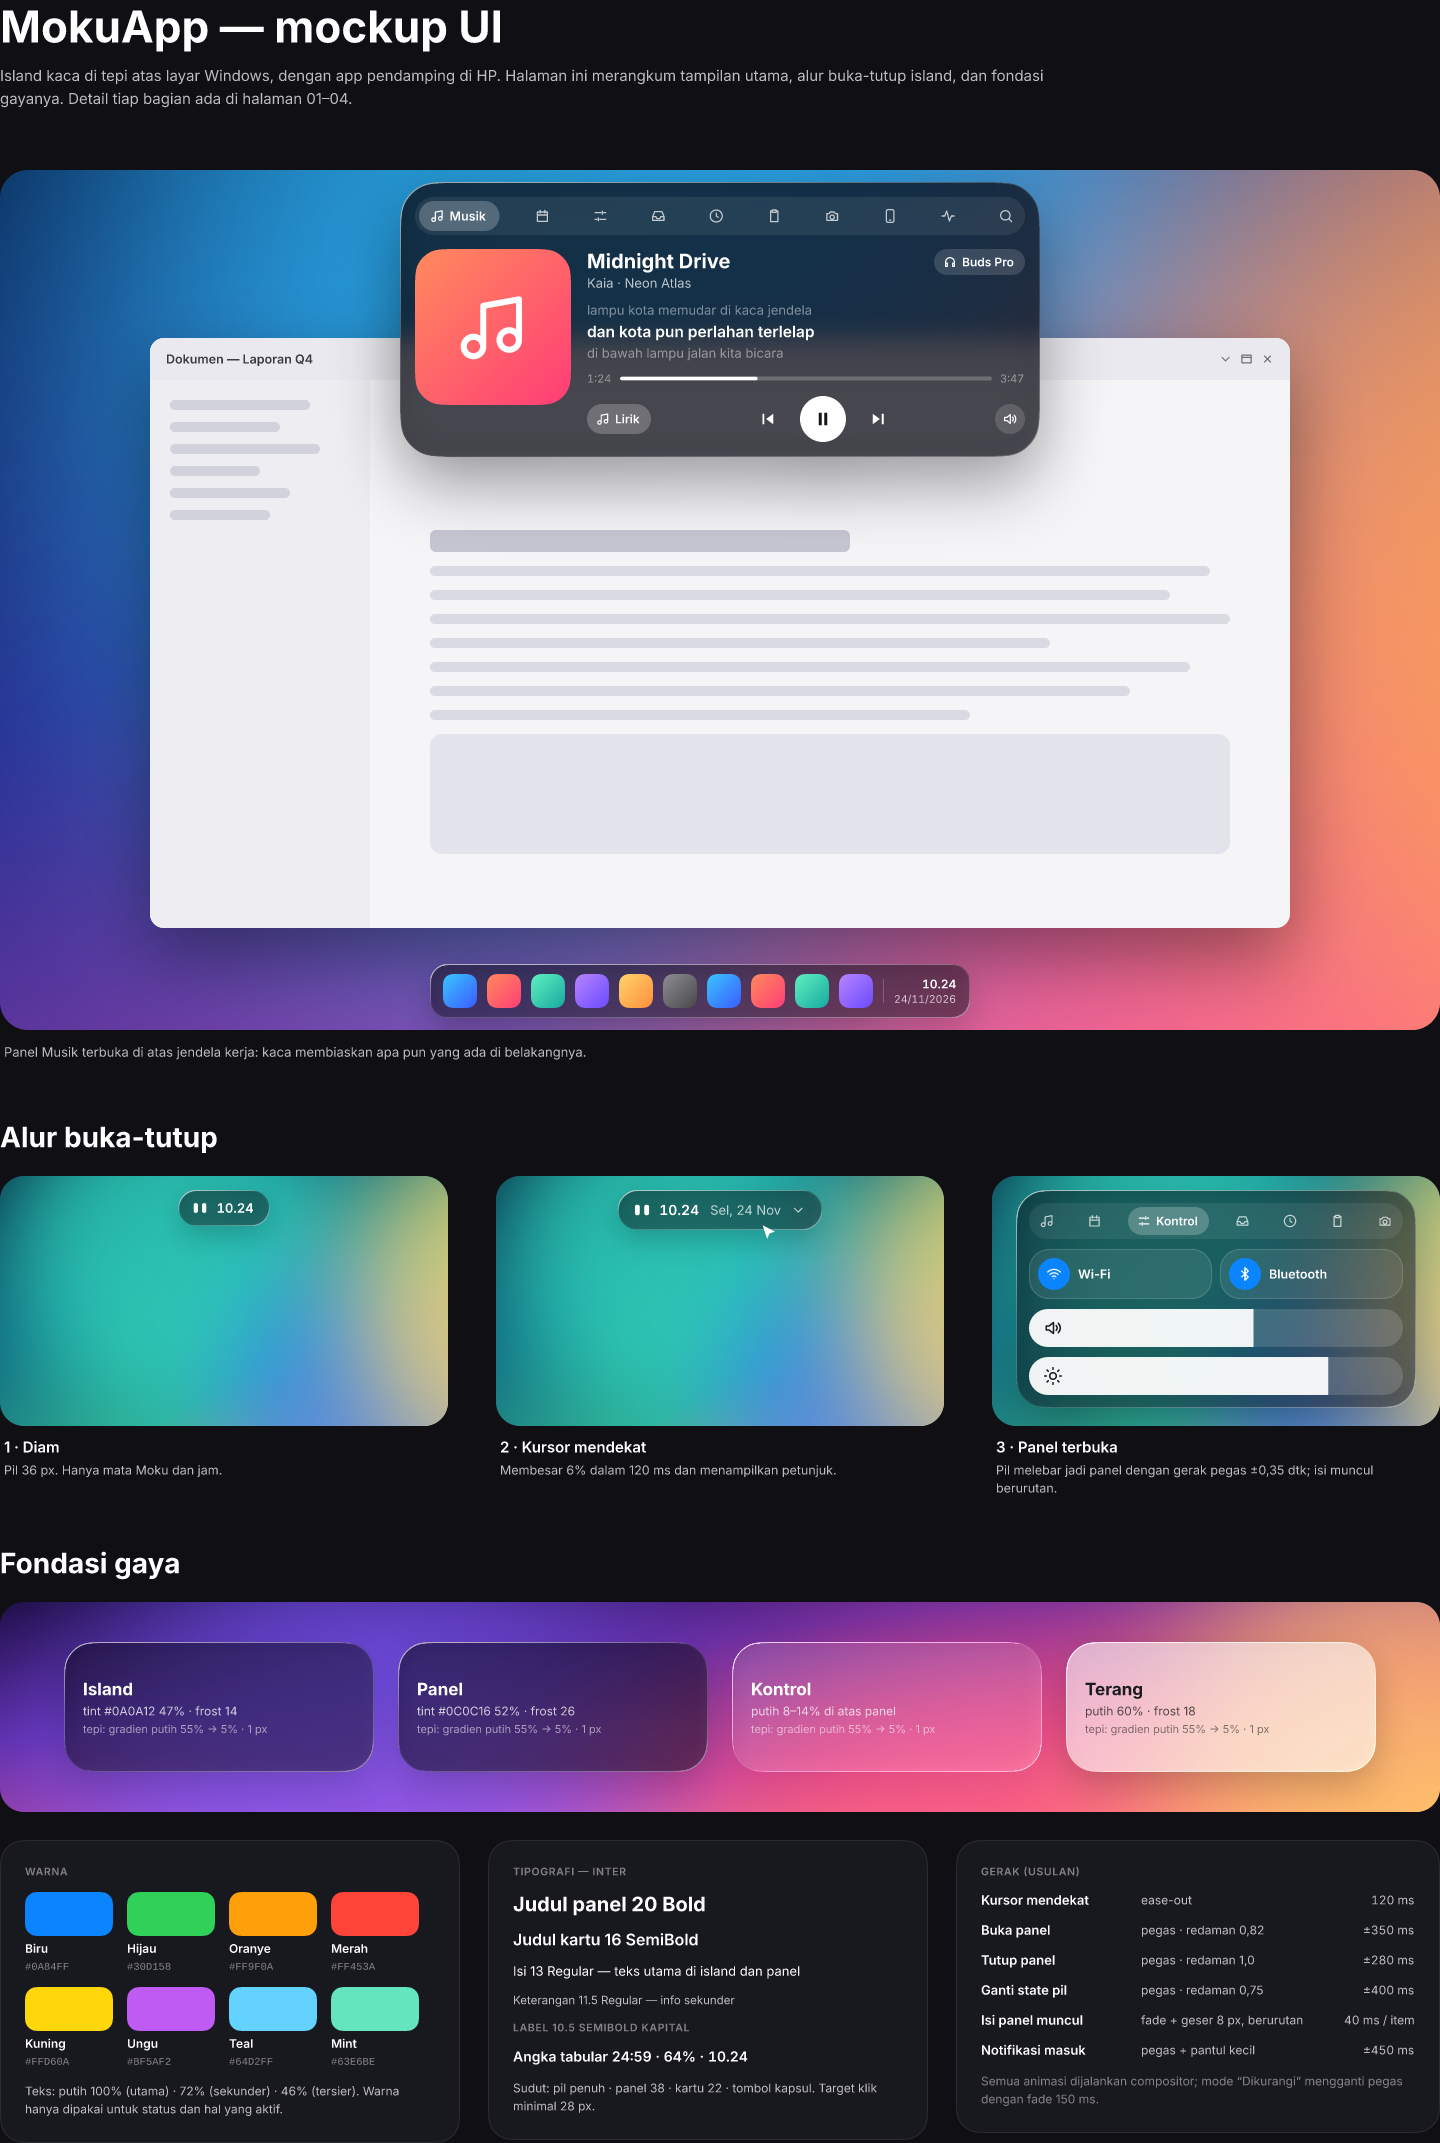 MokuApp — mockup UI
Island kaca di tepi atas layar Windows, dengan app pendamping di HP. Halaman ini merangkum tampilan utama, alur buka-tutup island, dan fondasi
gayanya. Detail tiap bagian ada di halaman 01–04.
Musik
Midnight Drive
Buds Pro
Kaia · Neon Atlas
lampu kota memudar di kaca jendela
dan kota pun perlahan terlelap
di bawah lampu jalan kita bicara
1:24
3:47
Lirik
Dokumen — Laporan Q4
10.24
24/11/2026
Panel Musik terbuka di atas jendela kerja: kaca membiaskan apa pun yang ada di belakangnya.
Alur buka-tutup
10.24
1 · Diam
Pil 36 px. Hanya mata Moku dan jam.
10.24 Sel, 24 Nov
2 · Kursor mendekat
Membesar 6% dalam 120 ms dan menampilkan petunjuk.
Kontrol
Wi-Fi
Bluetooth
3 · Panel terbuka
Pil melebar jadi panel dengan gerak pegas ±0,35 dtk; isi muncul
berurutan.
Fondasi gaya
Island
tint #0A0A12 47% · frost 14
tepi: gradien putih 55% → 5% · 1 px
Panel
tint #0C0C16 52% · frost 26
tepi: gradien putih 55% → 5% · 1 px
Kontrol
putih 8–14% di atas panel
tepi: gradien putih 55% → 5% · 1 px
Terang
putih 60% · frost 18
tepi: gradien putih 55% → 5% · 1 px
WARNA
Biru
#0A84FF
Hijau
#30D158
Oranye
#FF9F0A
Merah
#FF453A
Kuning
#FFD60A
Ungu
#BF5AF2
Teal
#64D2FF
Mint
#63E6BE
Teks: putih 100% (utama) · 72% (sekunder) · 46% (tersier). Warna
hanya dipakai untuk status dan hal yang aktif.
TIPOGRAFI — INTER
Judul panel 20 Bold
Judul kartu 16 SemiBold
Isi 13 Regular — teks utama di island dan panel
Keterangan 11.5 Regular — info sekunder
LABEL 10.5 SEMIBOLD KAPITAL
Angka tabular 24:59 · 64% · 10.24
Sudut: pil penuh · panel 38 · kartu 22 · tombol kapsul. Target klik
minimal 28 px.
GERAK (USULAN)
Kursor mendekat ease-out 120 ms
Buka panel pegas · redaman 0,82 ±350 ms
Tutup panel pegas · redaman 1,0 ±280 ms
Ganti state pil pegas · redaman 0,75 ±400 ms
Isi panel muncul fade + geser 8 px, berurutan 40 ms / item
Notifikasi masuk pegas + pantul kecil ±450 ms
Semua animasi dijalankan compositor; mode “Dikurangi” mengganti pegas
dengan fade 150 ms.